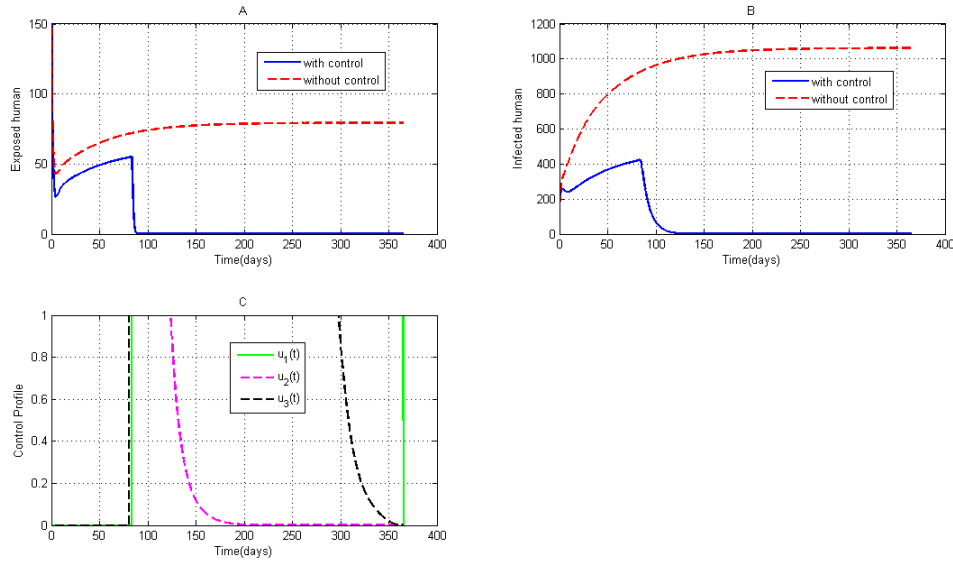 A
150
100
50
0
Exposed human
with control
without control
0 50 100 150 200 250 300 350 400
Time(days)
B
1200
1000
800
600
400
200
0
Infected human
with control
without control
0 50 100 150 200 250 300 350 400
Time(days)
C
1
0.8
0.6
0.4
0.2
0
Control Profile
u1(t)
u2(t)
u3(t)
0 50 100 150 200 250 300 350 400
Time(days)